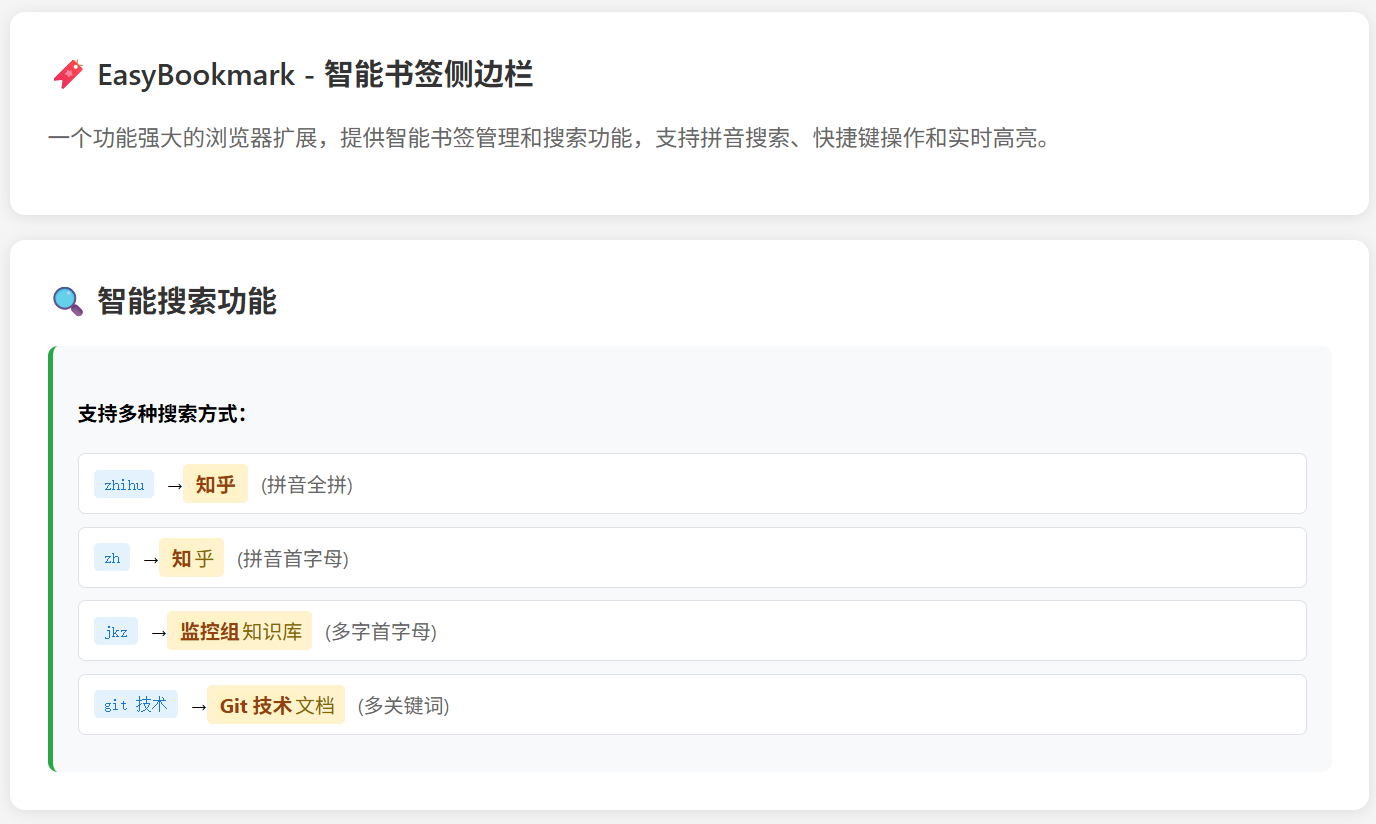 EasyBookmark - 智能书签侧边栏
一个功能强大的浏览器扩展，提供智能书签管理和搜索功能，支持拼音搜索、快捷键操作和实时高亮。
智能搜索功能
支持多种搜索方式：
zhihu →知乎 (拼音全拼)
zh →知乎 (拼音首字母)
jkz →监控组知识库 (多字首字母)
git 技术 →Git 技术文档 (多关键词)